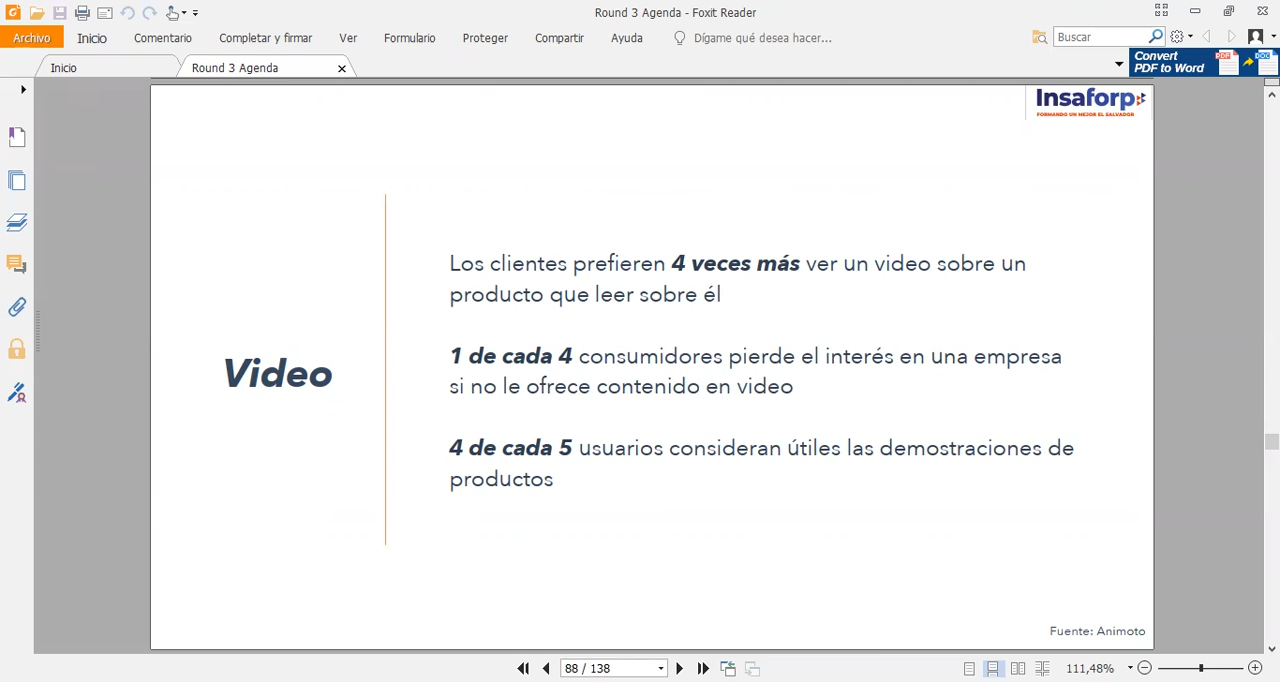 Round 3 Agenda - Foxit Reader
Archivo Inicio Comentario Completar y firmar Ver Formulario Proteger Compartir Ayuda Dígame qué desea hacer... Buscar
Inicio Round 3 Agenda
Convert
PDF to Word
Insaforp
FORMANDO UN MEJOR EL SALVADOR
Los clientes prefieren 4 veces más ver un video sobre un
producto que leer sobre él
1 de cada 4 consumidores pierde el interés en una empresa
si no le ofrece contenido en video
Video
4 de cada 5 usuarios consideran útiles las demostraciones de
productos
Fuente: Animoto
88 / 138 111,48%